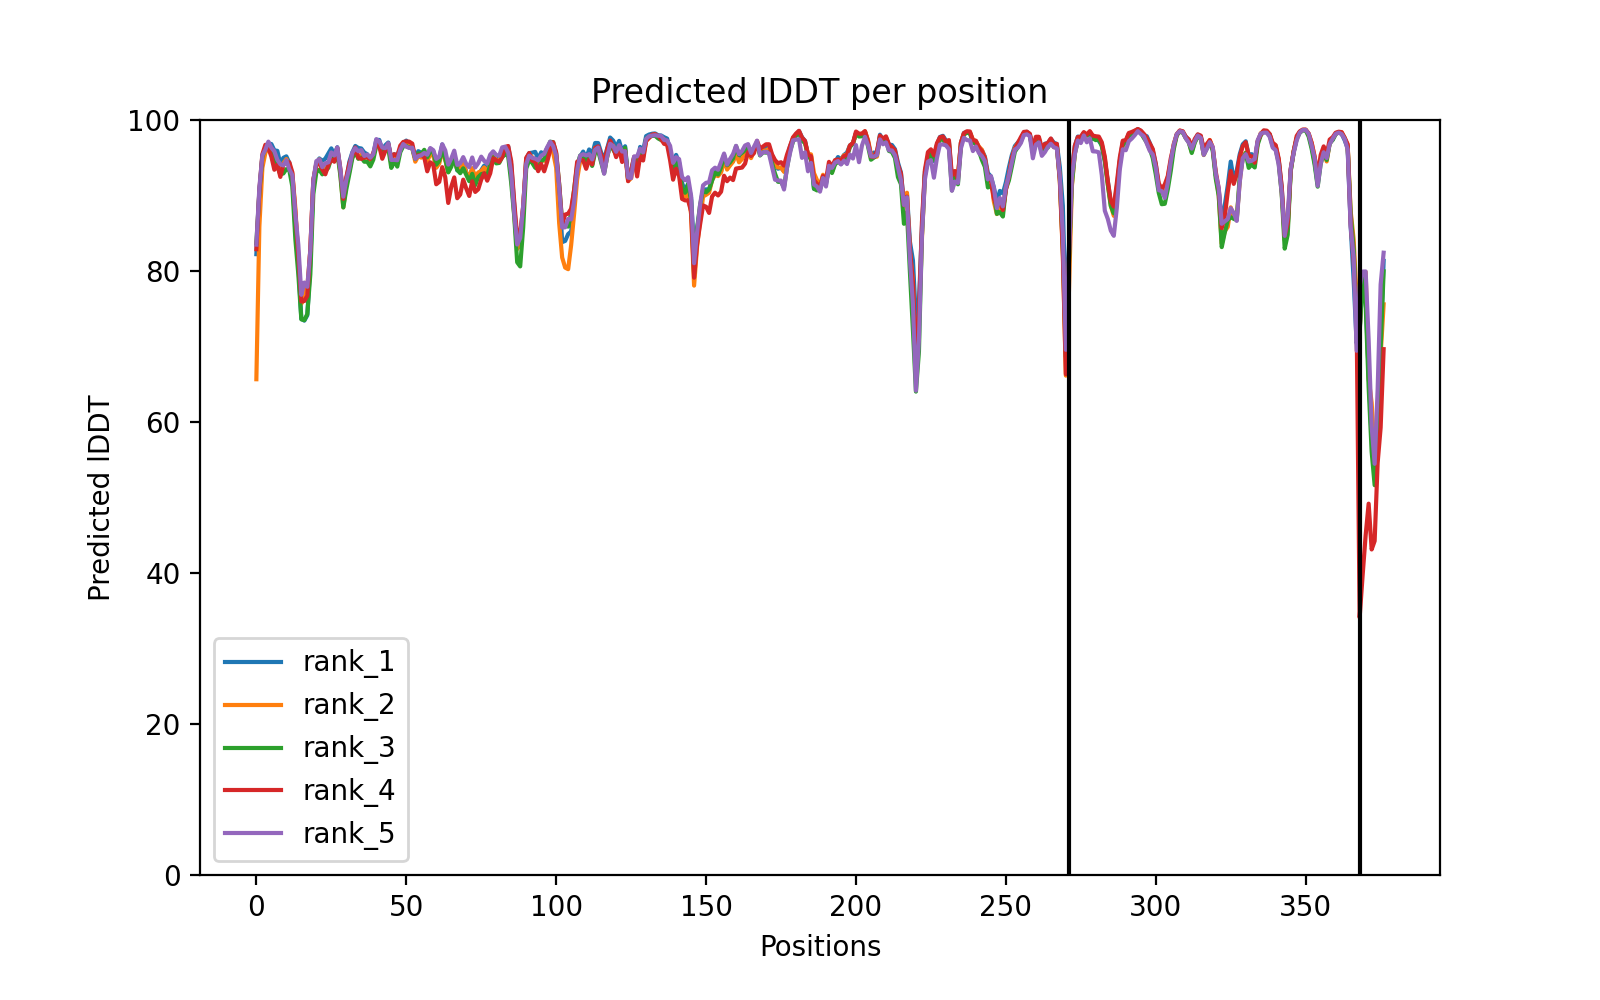 Predicted lDDT per position
100
80
60
40
20
0
Predicted lDDT
rank_1
rank_2
rank_3
rank_4
rank_5
0 50 100 150 200 250 300 350
Positions